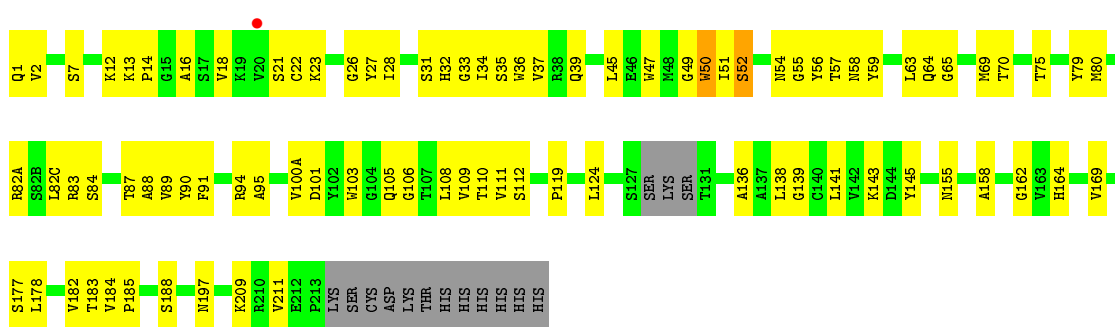 Q1 V2 S7 K12 K13 P14 G15 A16 S17 V18 K19 V20 S21 C22 K23 G26 Y27 I28 S31 H32 G33 I34 S35 W36 V37 R38 Q39 L45 E46 W47 M48 G49 W50 I51 S52 N54 G55 Y56 T57 N58 Y59 L63 Q64 G65 M69 T70 T75 Y79 M80
R82A S82B L82C R83 S84 T87 A88 V89 Y90 F91 R94 A95 V100A D101 Y102 W103 G104 Q105 G106 T107 L108 V109 T110 V111 S112 P119 L124 S127 SER LYS SER T131 A136 A137 L138 G139 C140 L141 V142 K143 D144 Y145 N155 A158 G162 V163 H164 V169
S177 L178 V182 T183 V184 P185 S188 N197 K209 R210 V211 E212 P213 LYS SER CYS ASP LYS THR HIS HIS HIS HIS HIS HIS